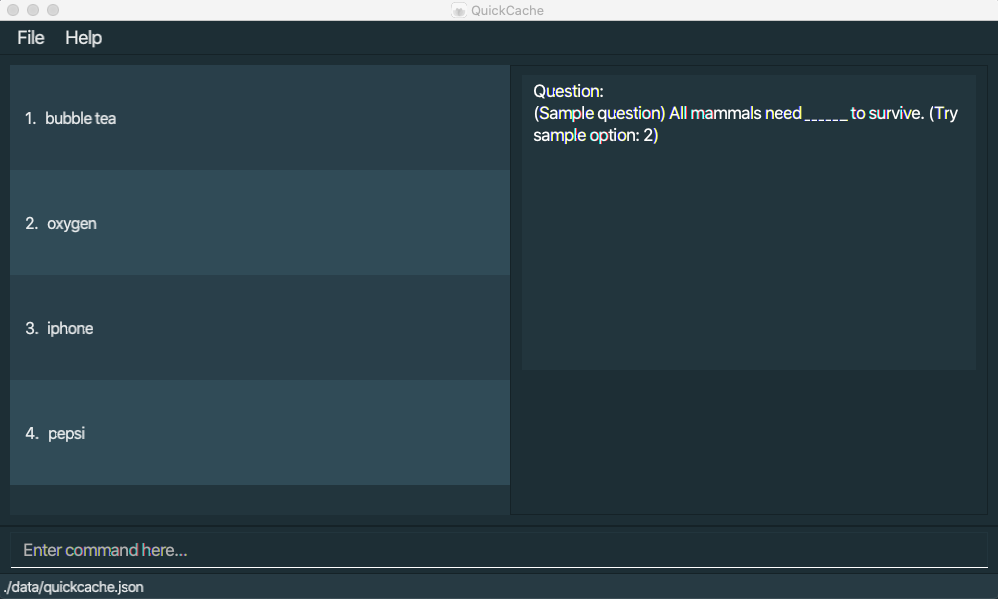 QuickCache
File Help
1. bubble tea
2. oxygen
3. iphone
4. pepsi
Question:
(Sample question) All mammals need ______ to survive. (Try
sample option: 2)
Enter command here...
./data/quickcache.json